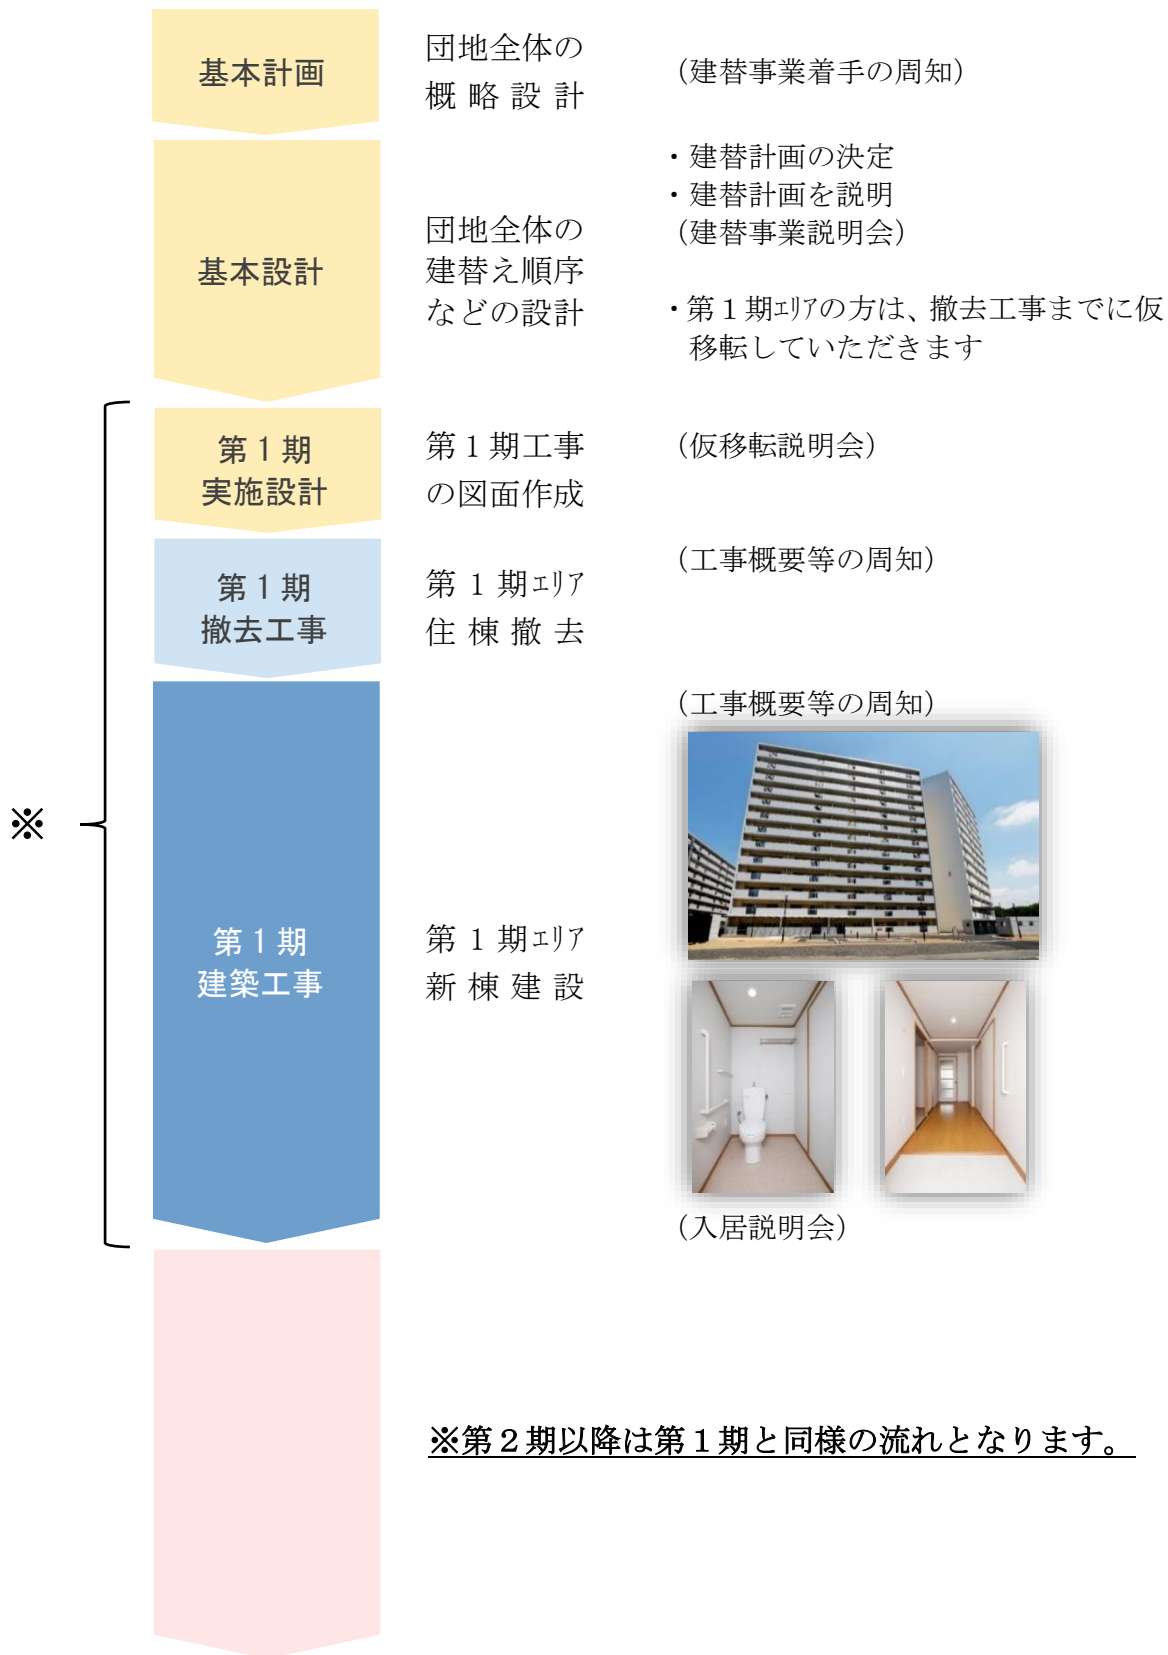 基本計画
団地全体の
概略設計
（建替事業着手の周知）
基本設計
団地全体の
建替え順序
などの設計
・建替計画の決定
・建替計画を説明
（建替事業説明会）
・第１期ｴﾘｱの方は、撤去工事までに仮
移転していただきます
※
第１期
実施設計
第１期工事
の図面作成
（仮移転説明会）
第１期
撤去工事
第１期ｴﾘｱ
住棟撤去
（工事概要等の周知）
第１期
建築工事
第１期ｴﾘｱ
新棟建設
（工事概要等の周知）
（入居説明会）
※第２期以降は第１期と同様の流れとなります。